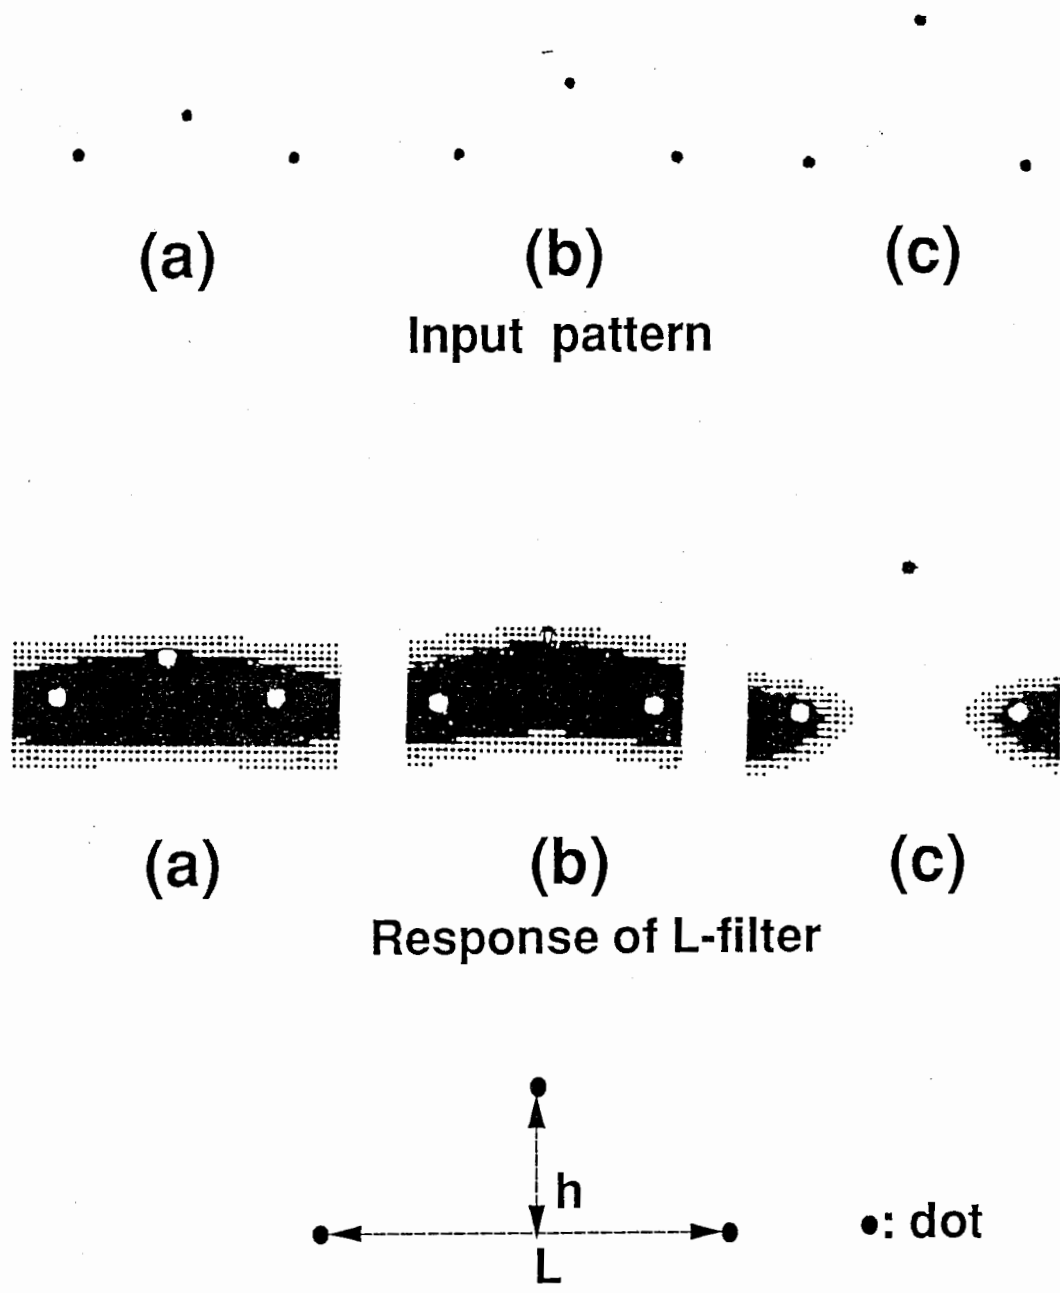 (a) (b) (c)
Input pattern
(a) (b) (c)
Response of L-filter
h
L
: dot